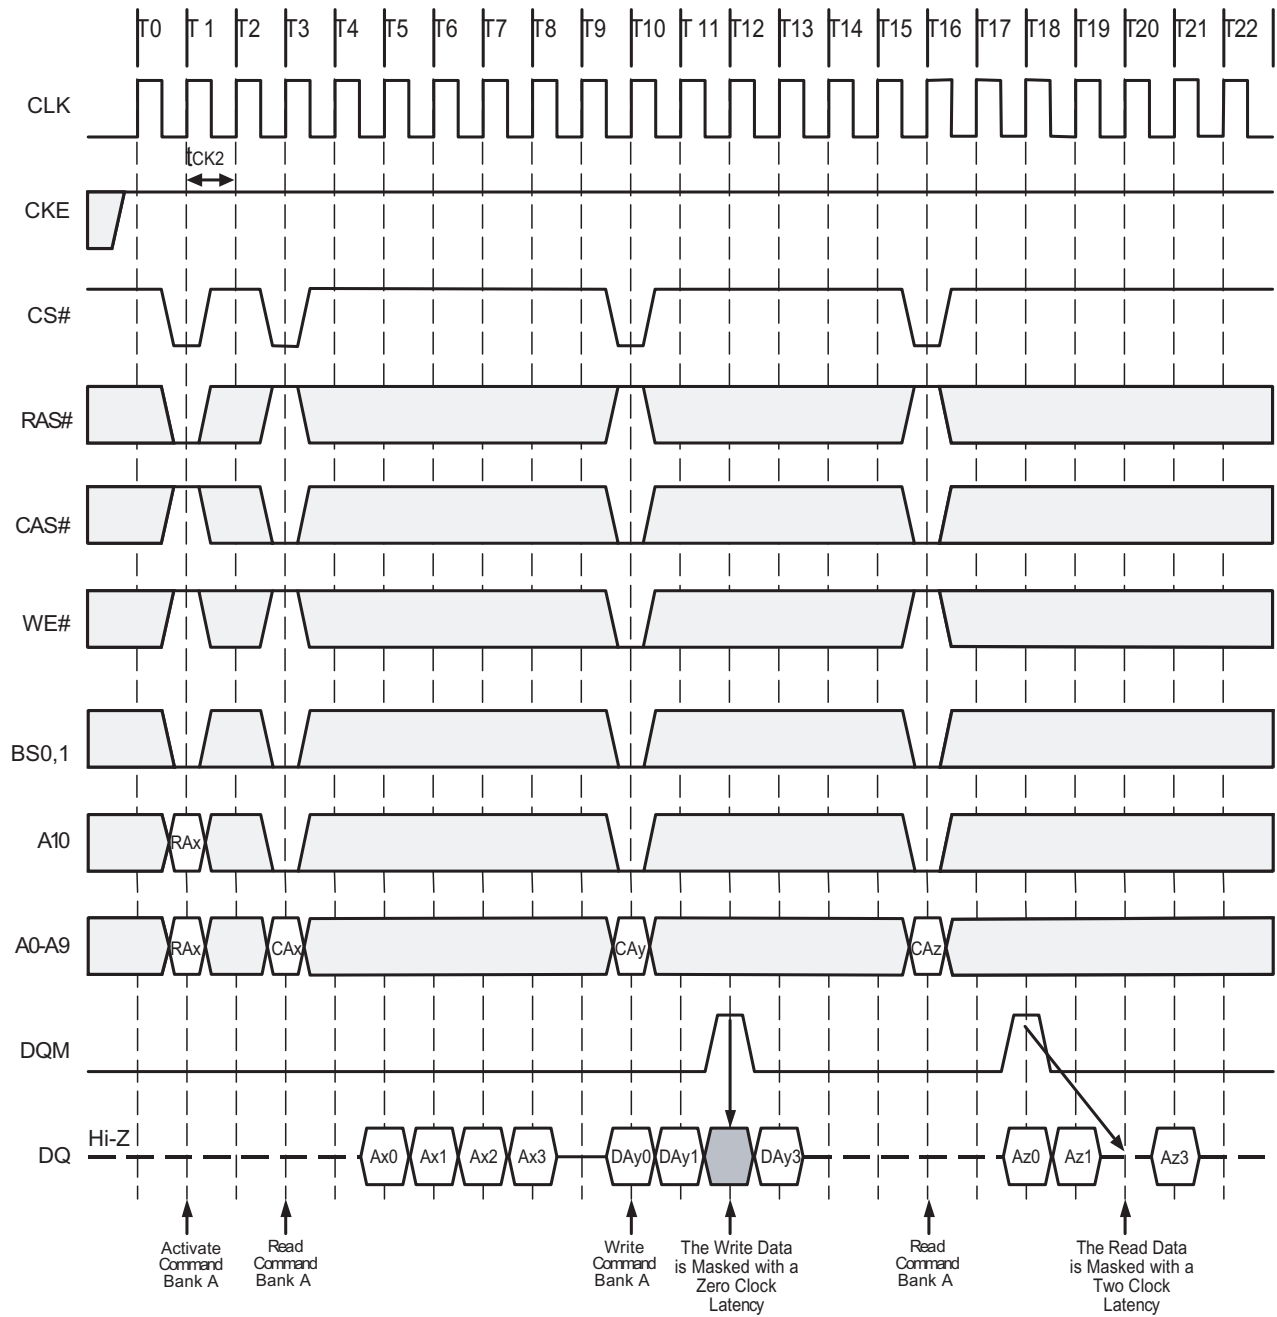 T0 T 1 T2 T3 T4 T5 T6 T7 T8 T9 T10 T 11 T12 T13 T14 T15 T16 T17 T18 T19 T20 T21 T22
CLK
tCK2
CKE
CS#
RAS#
CAS#
WE#
BS0,1
A10
RAx
A0-A9
RAx CAx CAy CAz
DQM
Hi-Z
DQ
Ax0 Ax1 Ax2 Ax3 DAy0 DAy1 DAy3 Az0 Az1 Az3
Activate
Command
Bank A
Read
Command
Bank A
Write
Command
Bank A
The Write Data
is Masked with a
Zero Clock
Latency
Read
Command
Bank A
The Read Data
is Masked with a
Two Clock
Latency